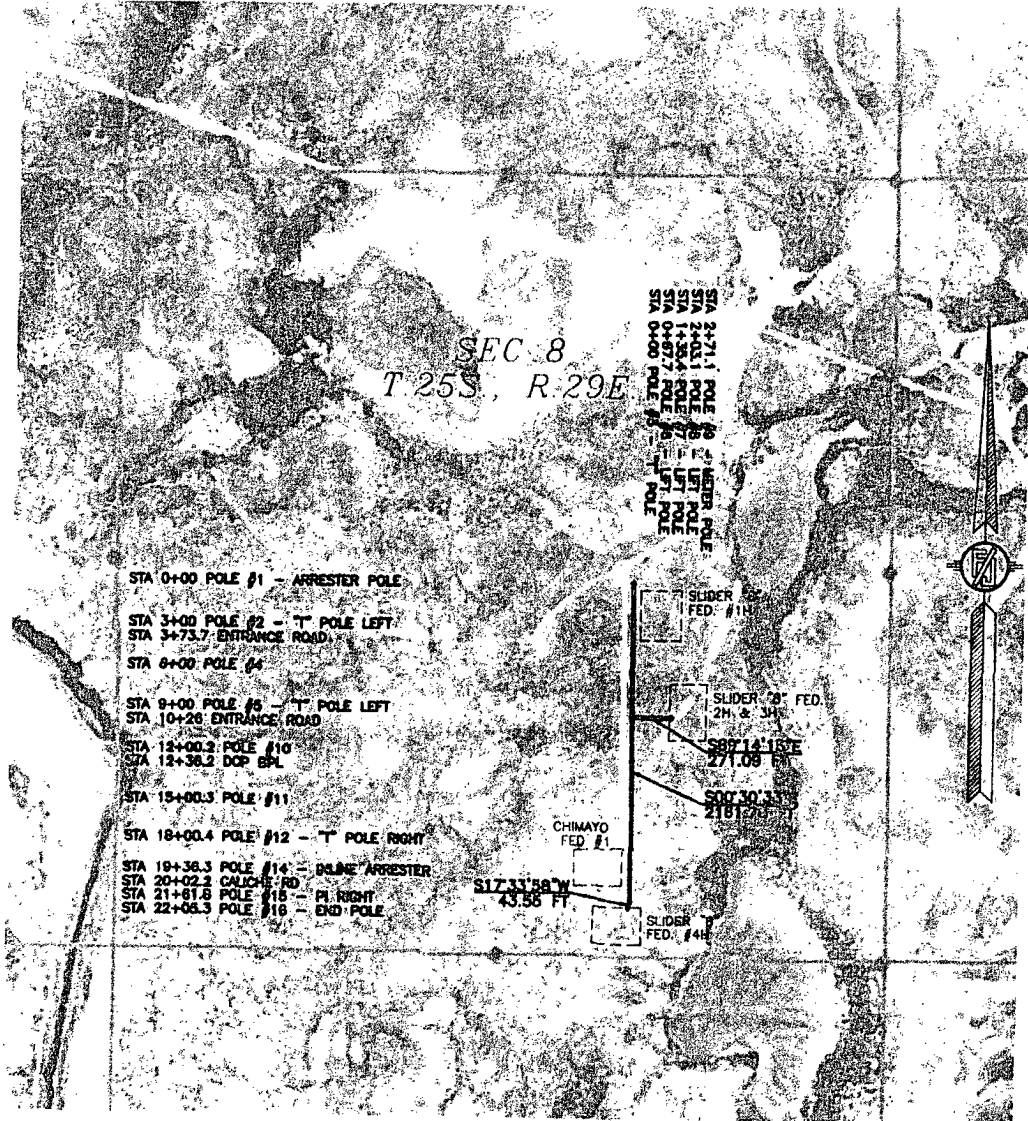 SEC 8
T.25S., R.29E
STA 2+71.1 POLE #9 - METER POLE
STA 2+03.1 POLE #8 - LIFT POLE
STA 1+35.4 POLE #7 - LIFT POLE
STA 0+67.7 POLE #6 - LIFT POLE
STA 0+00 POLE #5 - "T" POLE
STA 0+00 POLE #1 - ARRESTER POLE
STA 3+00 POLE #2 - "T" POLE LEFT
STA 3+73.7 ENTRANCE ROAD
STA 6+00 POLE #4
STA 9+00 POLE #5 - "T" POLE LEFT
STA 10+26 ENTRANCE ROAD
STA 12+00.2 POLE #10
STA 12+36.2 DCP BPL
STA 15+00.3 POLE #11
STA 18+00.4 POLE #12 - "T" POLE RIGHT
STA 19+36.3 POLE #14 - INLINE ARRESTER
STA 20+02.2 CALICHE RD
STA 21+61.8 POLE #15 - PI RIGHT
STA 22+05.3 POLE #16 - END POLE
SLIDER "8"
FED. #1H
SLIDER "8" FED.
2H & 3H
S89°14'15"E
271.09 FT
S00°30'33"
CHIMAYO
FED #1
S17°33'58"W
43.55 FT
SLIDER "8"
FED. #4H